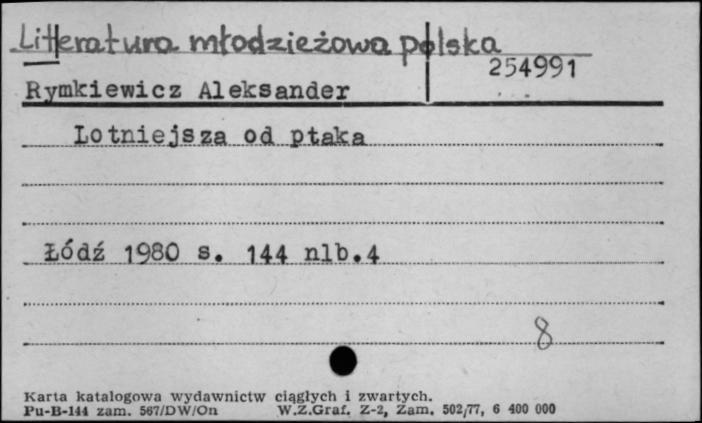 Literatura młodzieżowa polska
254991
Rymkiewicz Aleksander
Lotniejsza od ptaka
Łódź 1980 s. 144 nlb.4
8
Karta katalogowa wydawnictw ciągłych i zwartych.
Pu-B-144 zam. 567/DW/On W.Z.Graf. Z-2, Zam. 502/77, 6 400 000